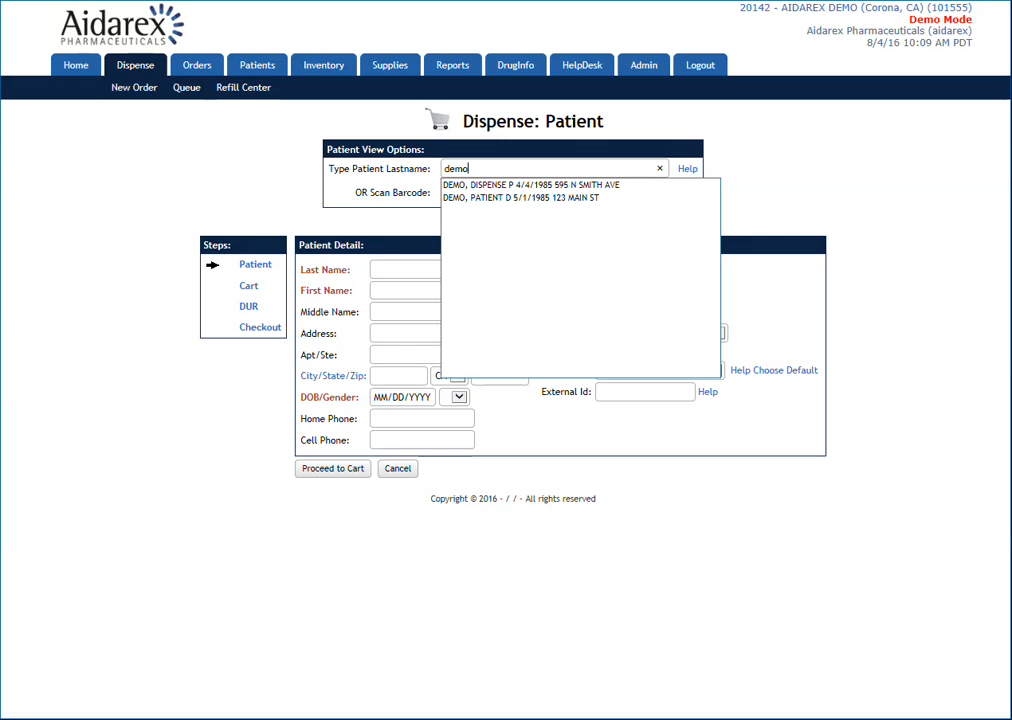 Aidarex
PHARMACEUTICALS
20142 - AIDAREX DEMO (Corona, CA) (101555)
Demo Mode
Aidarex Pharmaceuticals (aidarex)
8/4/16 10:09 AM PDT
Home Dispense Orders Patients Inventory Supplies Reports DrugInfo HelpDesk Admin Logout
New Order Queue Refill Center
Dispense: Patient
Patient View Options:
Type Patient Lastname: demo × Help
OR Scan Barcode:
DEMO, DISPENSE P 4/4/1985 595 N SMITH AVE
DEMO, PATIENT D 5/1/1985 123 MAIN ST
Steps:
Patient
Cart
DUR
Checkout
Patient Detail:
Last Name:
First Name:
Middle Name:
Address:
Apt/Ste:
City/State/Zip:
DOB/Gender: MM/DD/YYYY
Home Phone:
Cell Phone:
Help Choose Default
External Id: Help
Proceed to Cart Cancel
Copyright © 2016 - / / - All rights reserved